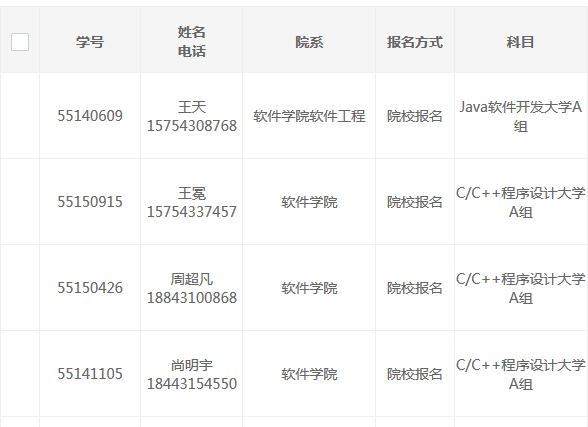 学号
姓名
电话
院系
报名方式
科目
55140609
王天
15754308768
软件学院软件工程
院校报名
Java软件开发大学A
组
55150915
王冕
15754337457
软件学院
院校报名
C/C++程序设计大学
A组
55150426
周超凡
18843100868
软件学院
院校报名
C/C++程序设计大学
A组
55141105
尚明宇
18443154550
软件学院
院校报名
C/C++程序设计大学
A组